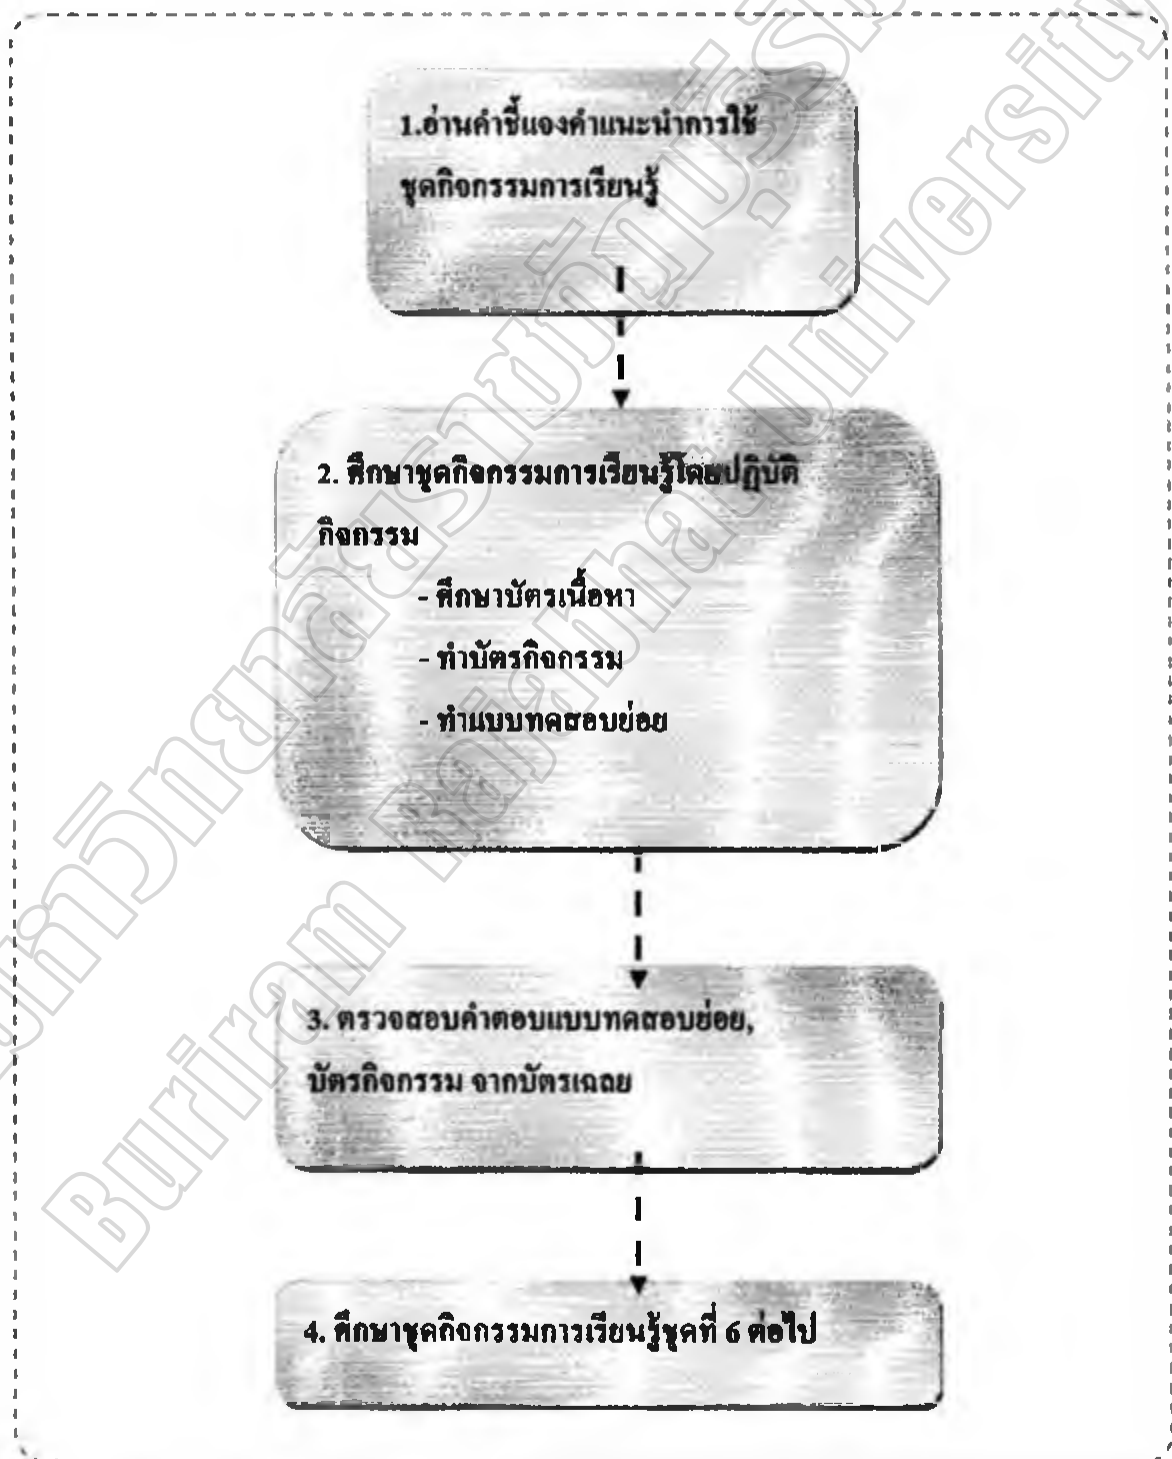 1.อ่านคำชี้แจงคำแนะนำการใช้
ชุดกิจกรรมการเรียนรู้
2. ศึกษาชุดกิจกรรมการเรียนรู้โดยปฏิบัติ
กิจกรรม
- ศึกษาบัตรเนื้อหา
- ทำบัตรกิจกรรม
- ทำแบบทดสอบย่อย
3. ตรวจสอบคำตอบแบบทดสอบย่อย,
บัตรกิจกรรม จากบัตรเฉลย
4. ศึกษาชุดกิจกรรมการเรียนรู้ชุดที่ 6 ต่อไป
Buriram Rajabhat University